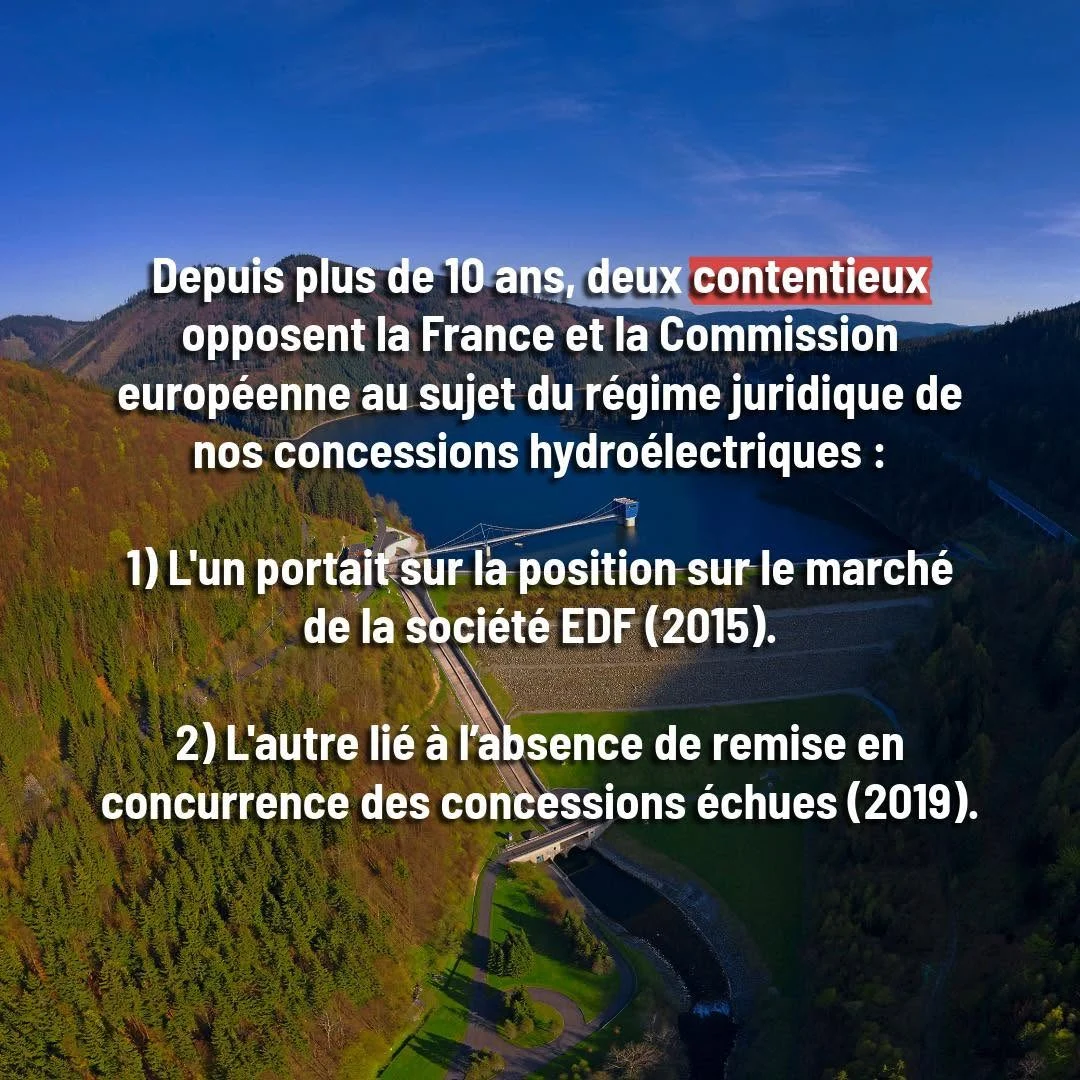 Depuis plus de 10 ans, deux contentieux
opposent la France et la Commission
européenne au sujet du régime juridique de
nos concessions hydroélectriques :
1) L'un portait sur la position sur le marché
de la société EDF (2015).
2) L'autre lié à l’absence de remise en
concurrence des concessions échues (2019).